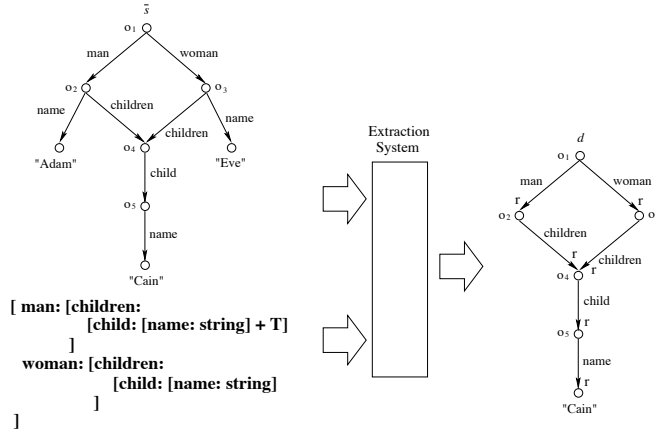 s̄
o1
man
woman
o2
o3
name
children
children
name
o4
"Adam"
"Eve"
child
o5
name
"Cain"
[ man: [children:
[child: [name: string] + T]
]
woman: [children:
[child: [name: string]
]
]
Extraction
System
d
o1
man
woman
r
r
o2
o
children
children
r
r
o4
child
r
o5
name
r
"Cain"